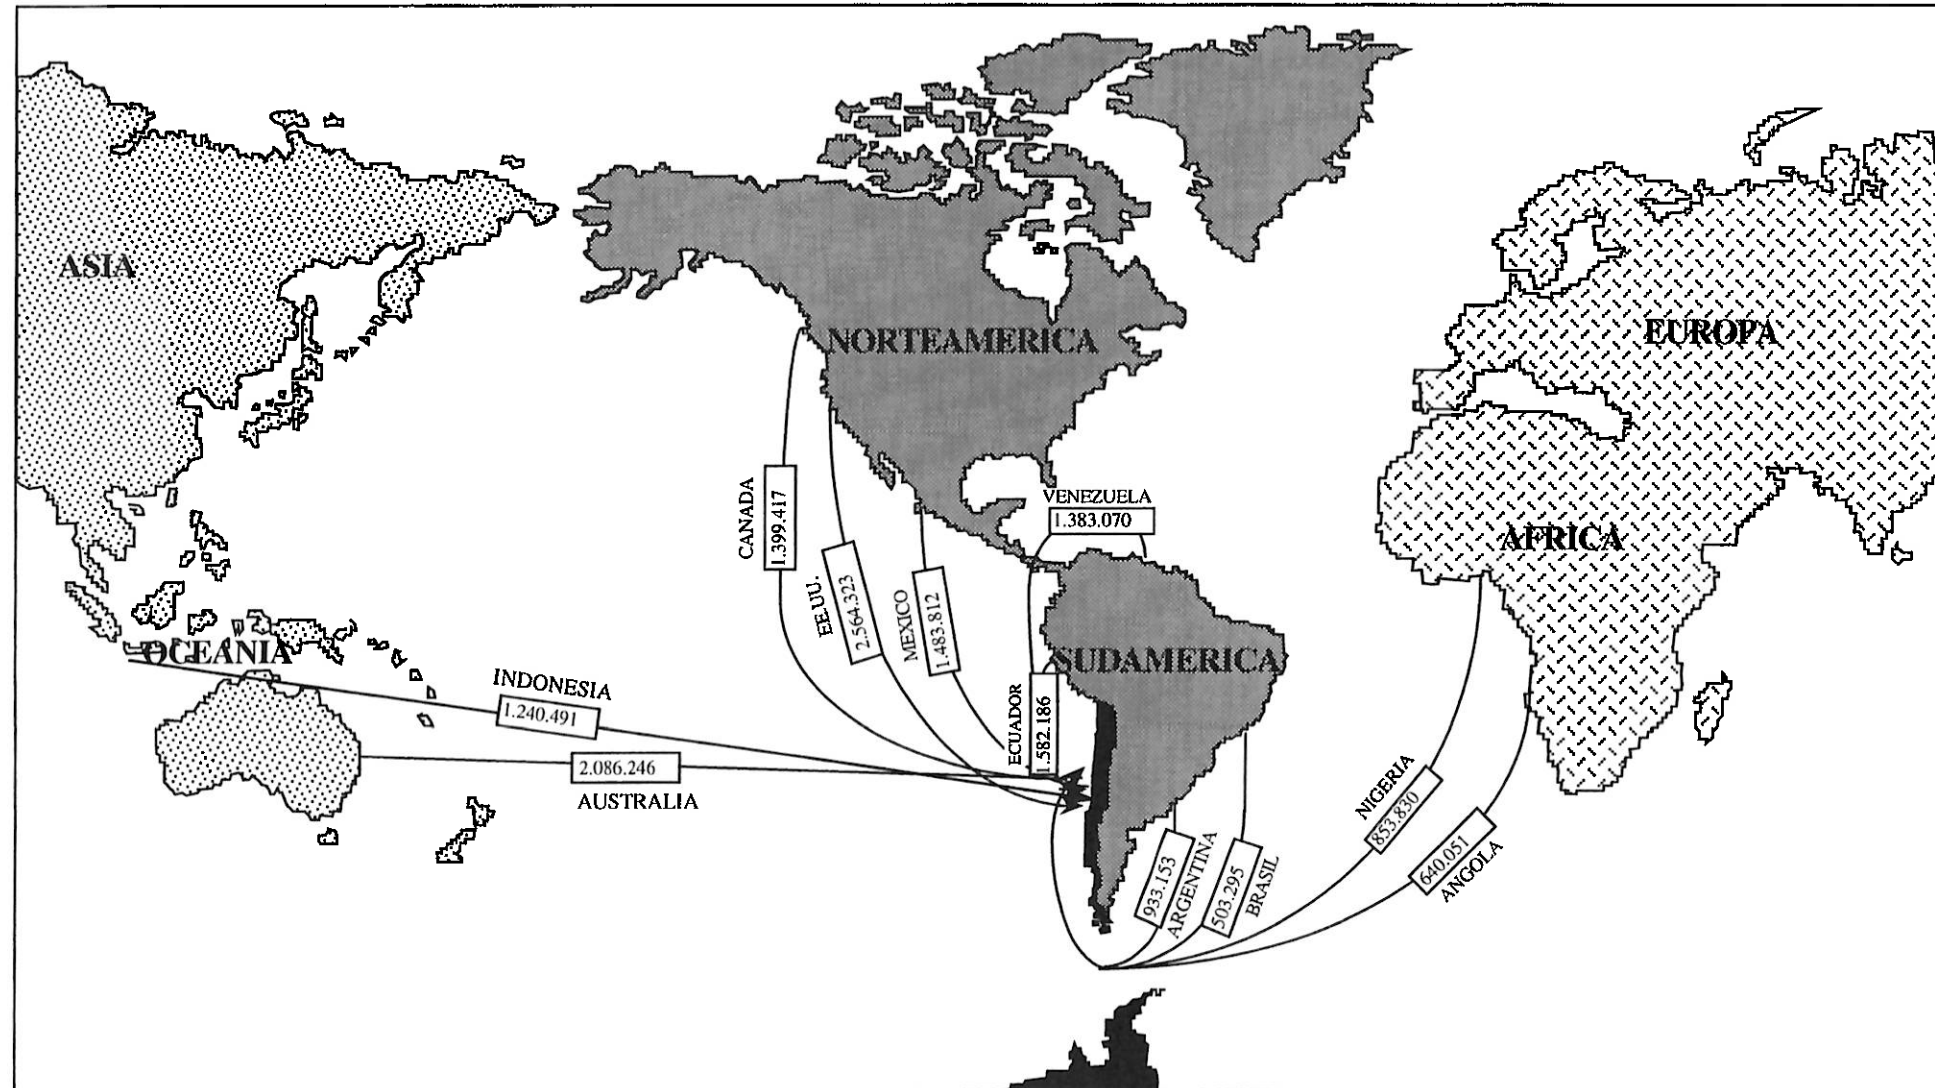 ASIA
NORTEAMERICA
EUROPA
CANADA
1.399.417
EE.UU.
2.564.323
MEXICO
1.483.812
VENEZUELA
1.383.070
AFRICA
OCEANIA
SUDAMERICA
INDONESIA
1.240.491
ECUADOR
1.582.186
2.086.246
AUSTRALIA
933.153
ARGENTINA
503.295
BRASIL
NIGERIA
853.830
640.051
ANGOLA